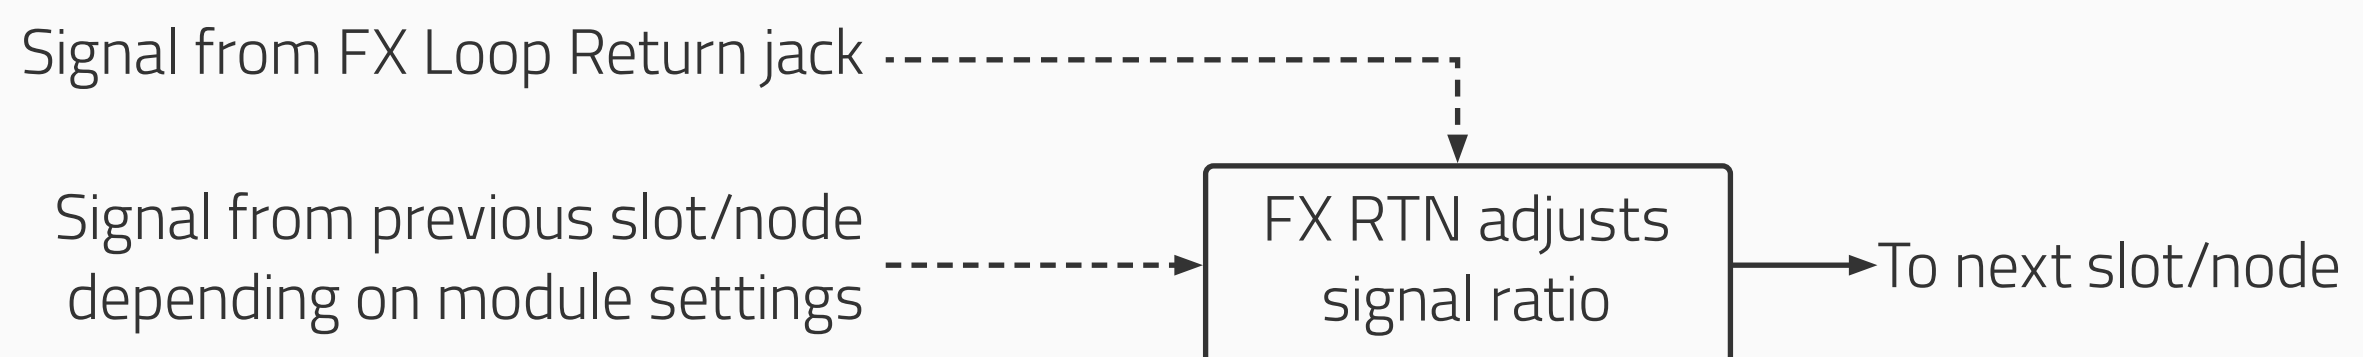 Signal from FX Loop Return jack
Signal from previous slot/node
depending on module settings
FX RTN adjusts
signal ratio
To next slot/node